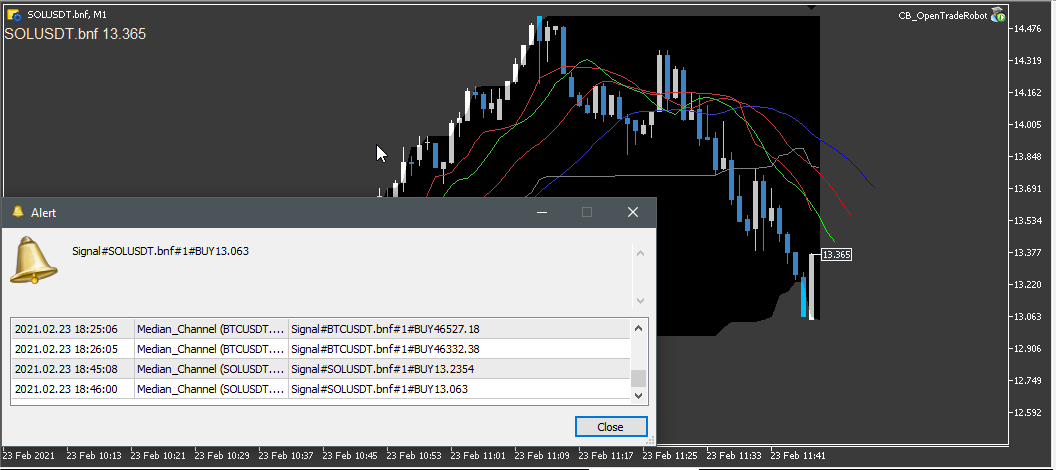 SOLUSDT.bnf, M1
CB_OpenTradeRobot
SOLUSDT.bnf 13.365
14.476
14.319
14.162
14.005
13.848
13.691
13.534
13.377
13.365
13.220
13.063
12.906
12.749
12.592
Alert
Signal#SOLUSDT.bnf#1#BUY13.063
2021.02.23 18:25:06 Median_Channel (BTCUSDT.... Signal#BTCUSDT.bnf#1#BUY46527.18
2021.02.23 18:26:05 Median_Channel (BTCUSDT.... Signal#BTCUSDT.bnf#1#BUY46332.38
2021.02.23 18:45:08 Median_Channel (SOLUSDT.... Signal#SOLUSDT.bnf#1#BUY13.2354
2021.02.23 18:46:00 Median_Channel (SOLUSDT.... Signal#SOLUSDT.bnf#1#BUY13.063
Close
23 Feb 2021 23 Feb 10:13 23 Feb 10:21 23 Feb 10:29 23 Feb 10:37 23 Feb 10:45 23 Feb 10:53 23 Feb 11:01 23 Feb 11:09 23 Feb 11:17 23 Feb 11:25 23 Feb 11:33 23 Feb 11:41